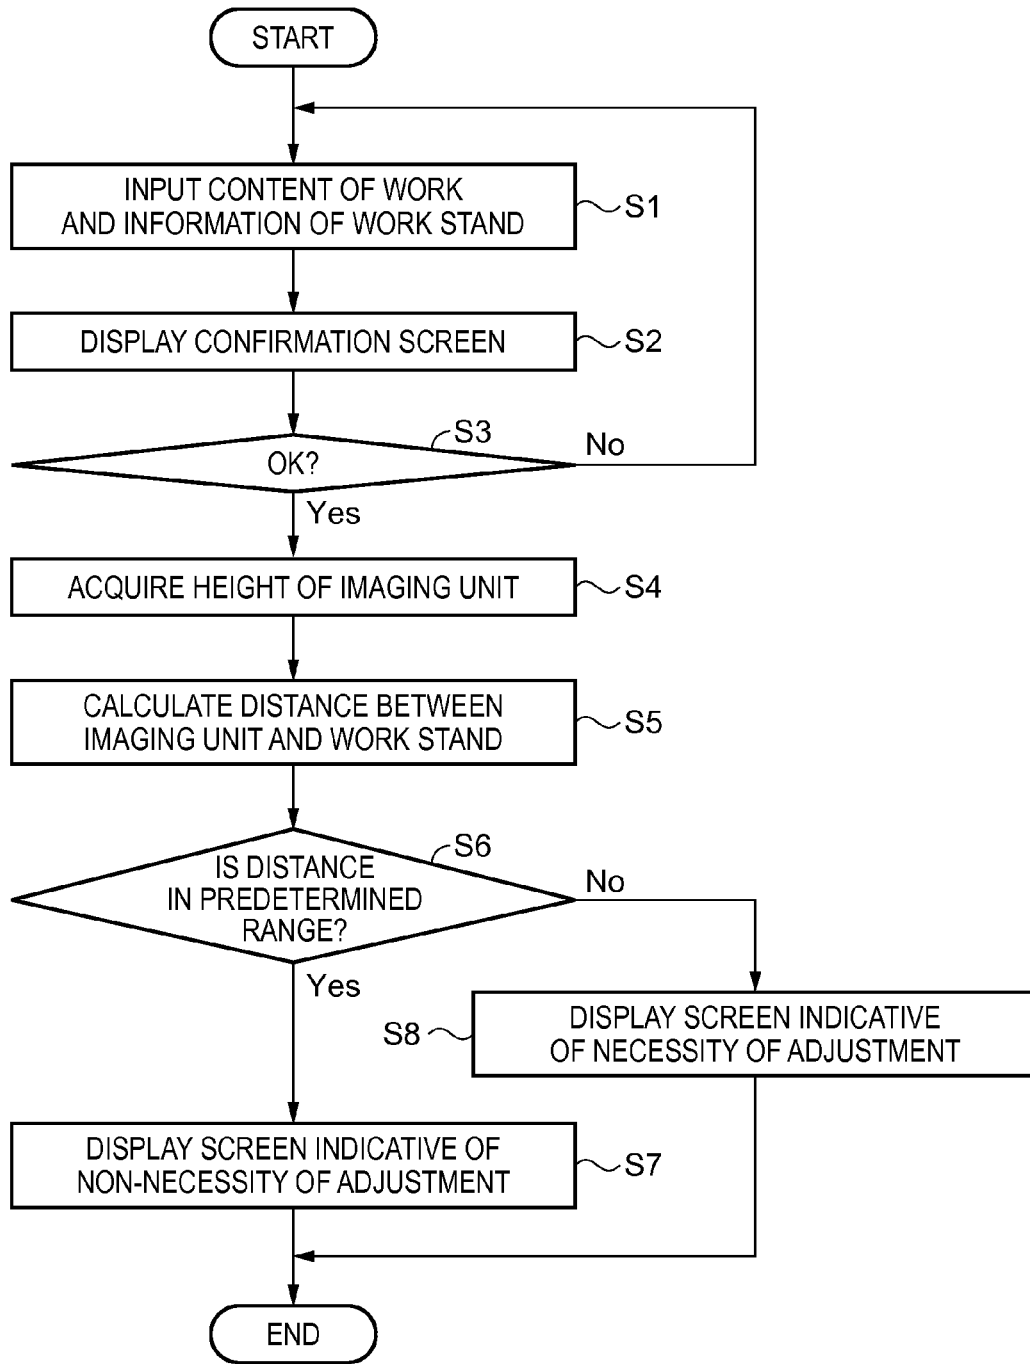 START
INPUT CONTENT OF WORK
AND INFORMATION OF WORK STAND
S1
DISPLAY CONFIRMATION SCREEN
S2
S3
OK?
No
Yes
ACQUIRE HEIGHT OF IMAGING UNIT
S4
CALCULATE DISTANCE BETWEEN
IMAGING UNIT AND WORK STAND
S5
S6
IS DISTANCE
IN PREDETERMINED
RANGE?
No
Yes
S8
DISPLAY SCREEN INDICATIVE
OF NECESSITY OF ADJUSTMENT
DISPLAY SCREEN INDICATIVE OF
NON-NECESSITY OF ADJUSTMENT
S7
END